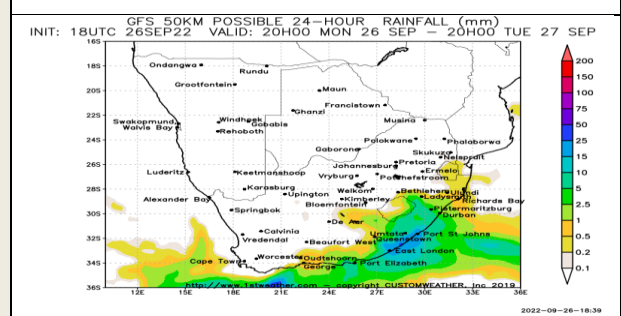 GFS 50KM POSSIBLE 24-HOUR RAINFALL (mm)
INIT: 18UTC 26SEP22 VALID: 20H00 MON 26 SEP - 20H00 TUE 27 SEP
16S
18S
20S
22S
24S
26S
28S
30S
32S
34S
36S
Ondangwa
Rundu
Grootfontein
Maun
Francistown
Ghanzi
Windhoek
Gobabis
Swakopmund
Walvis Bay
Rehoboth
Musina
Polokwane
Phalaborwa
Gaborone
Skukuza
Nelspruit
Johannesburg
Pretoria
Luderitz
Keetmanshoop
Vryburg
Potchefstroom
Ermelo
Karasburg
Upington
Welkom
Bethlehem
Ulundi
Alexander Bay
Kimberley
Ladysmith
Richards Bay
Bloemfontein
Springbok
Pietermaritzburg
Durban
De Aar
Calvinia
Vredendal
Umtata
Port St Johns
Beaufort West
Queenstown
East London
Cape Town
Worcester
Oudtshoorn
George
Port Elizabeth
12E 15E 18E 21E 24E 27E 30E 33E 36E
200
150
100
75
50
25
15
10
5
2.5
1
0.5
0.2
0.1
http://www.1stweather.com - copyright CUSTOMWEATHER, Inc 2019
2022-09-26-18:39